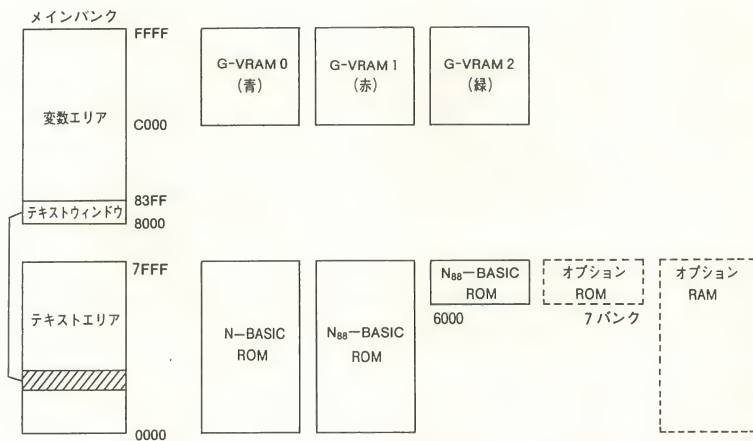 メインバンク
FFFF
変数エリア
C000
83FF
テキストウィンドウ
8000
G-VRAM 0
(青)
G-VRAM 1
(赤)
G-VRAM 2
(緑)
7FFF
テキストエリア
0000
N-BASIC
ROM
N88-BASIC
ROM
N88-BASIC
ROM
6000
オプション
ROM
7バンク
オプション
RAM